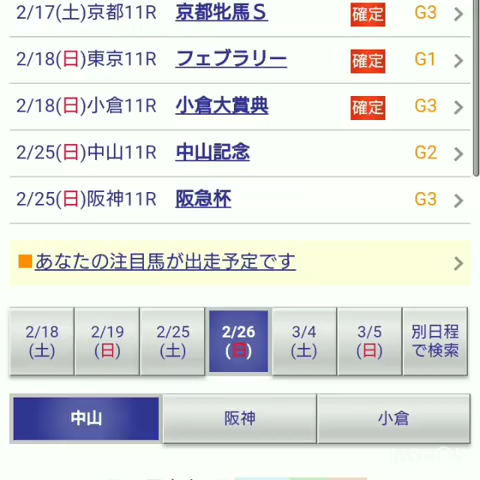 2/17(土)京都11R 京都牝馬S 確定 G3
2/18(日)東京11R フェブラリー 確定 G1
2/18(日)小倉11R 小倉大賞典 確定 G3
2/25(日)中山11R 中山記念 G2
2/25(日)阪神11R 阪急杯 G3
■あなたの注目馬が出走予定です
2/18 2/19 2/25 2/26 3/4 3/5 別日程
(土) (日) (土) (日) (土) (日) で検索
中山 阪神 小倉